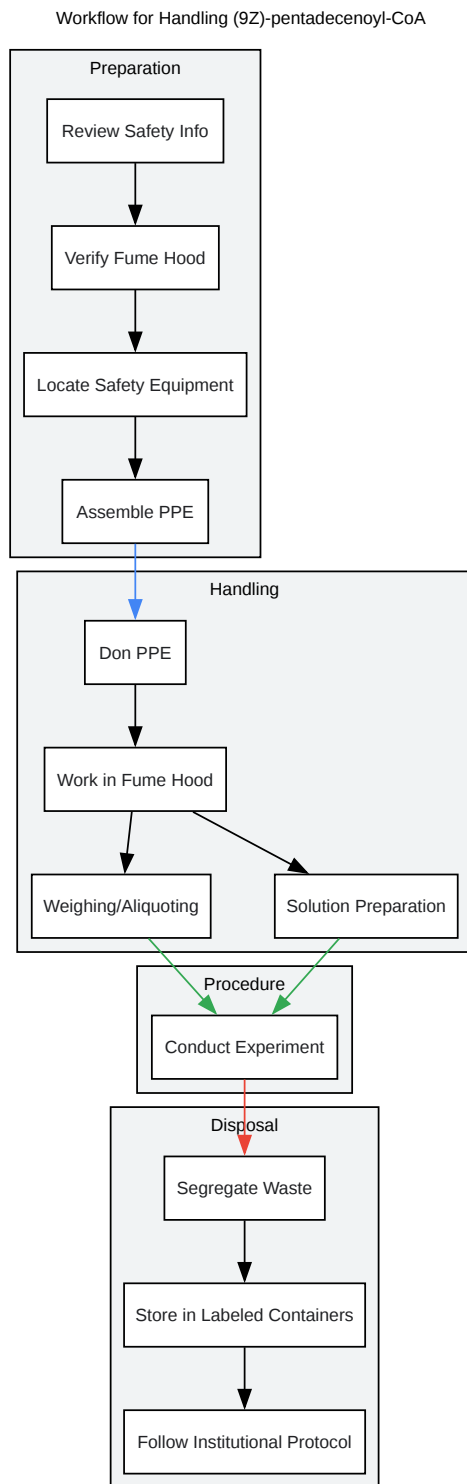 Workflow for Handling (9Z)-pentadecenoyl-CoA
Preparation
Review Safety Info
Verify Fume Hood
Locate Safety Equipment
Assemble PPE
Handling
Don PPE
Work in Fume Hood
Weighing/Aliquoting
Solution Preparation
Procedure
Conduct Experiment
Disposal
Segregate Waste
Store in Labeled Containers
Follow Institutional Protocol